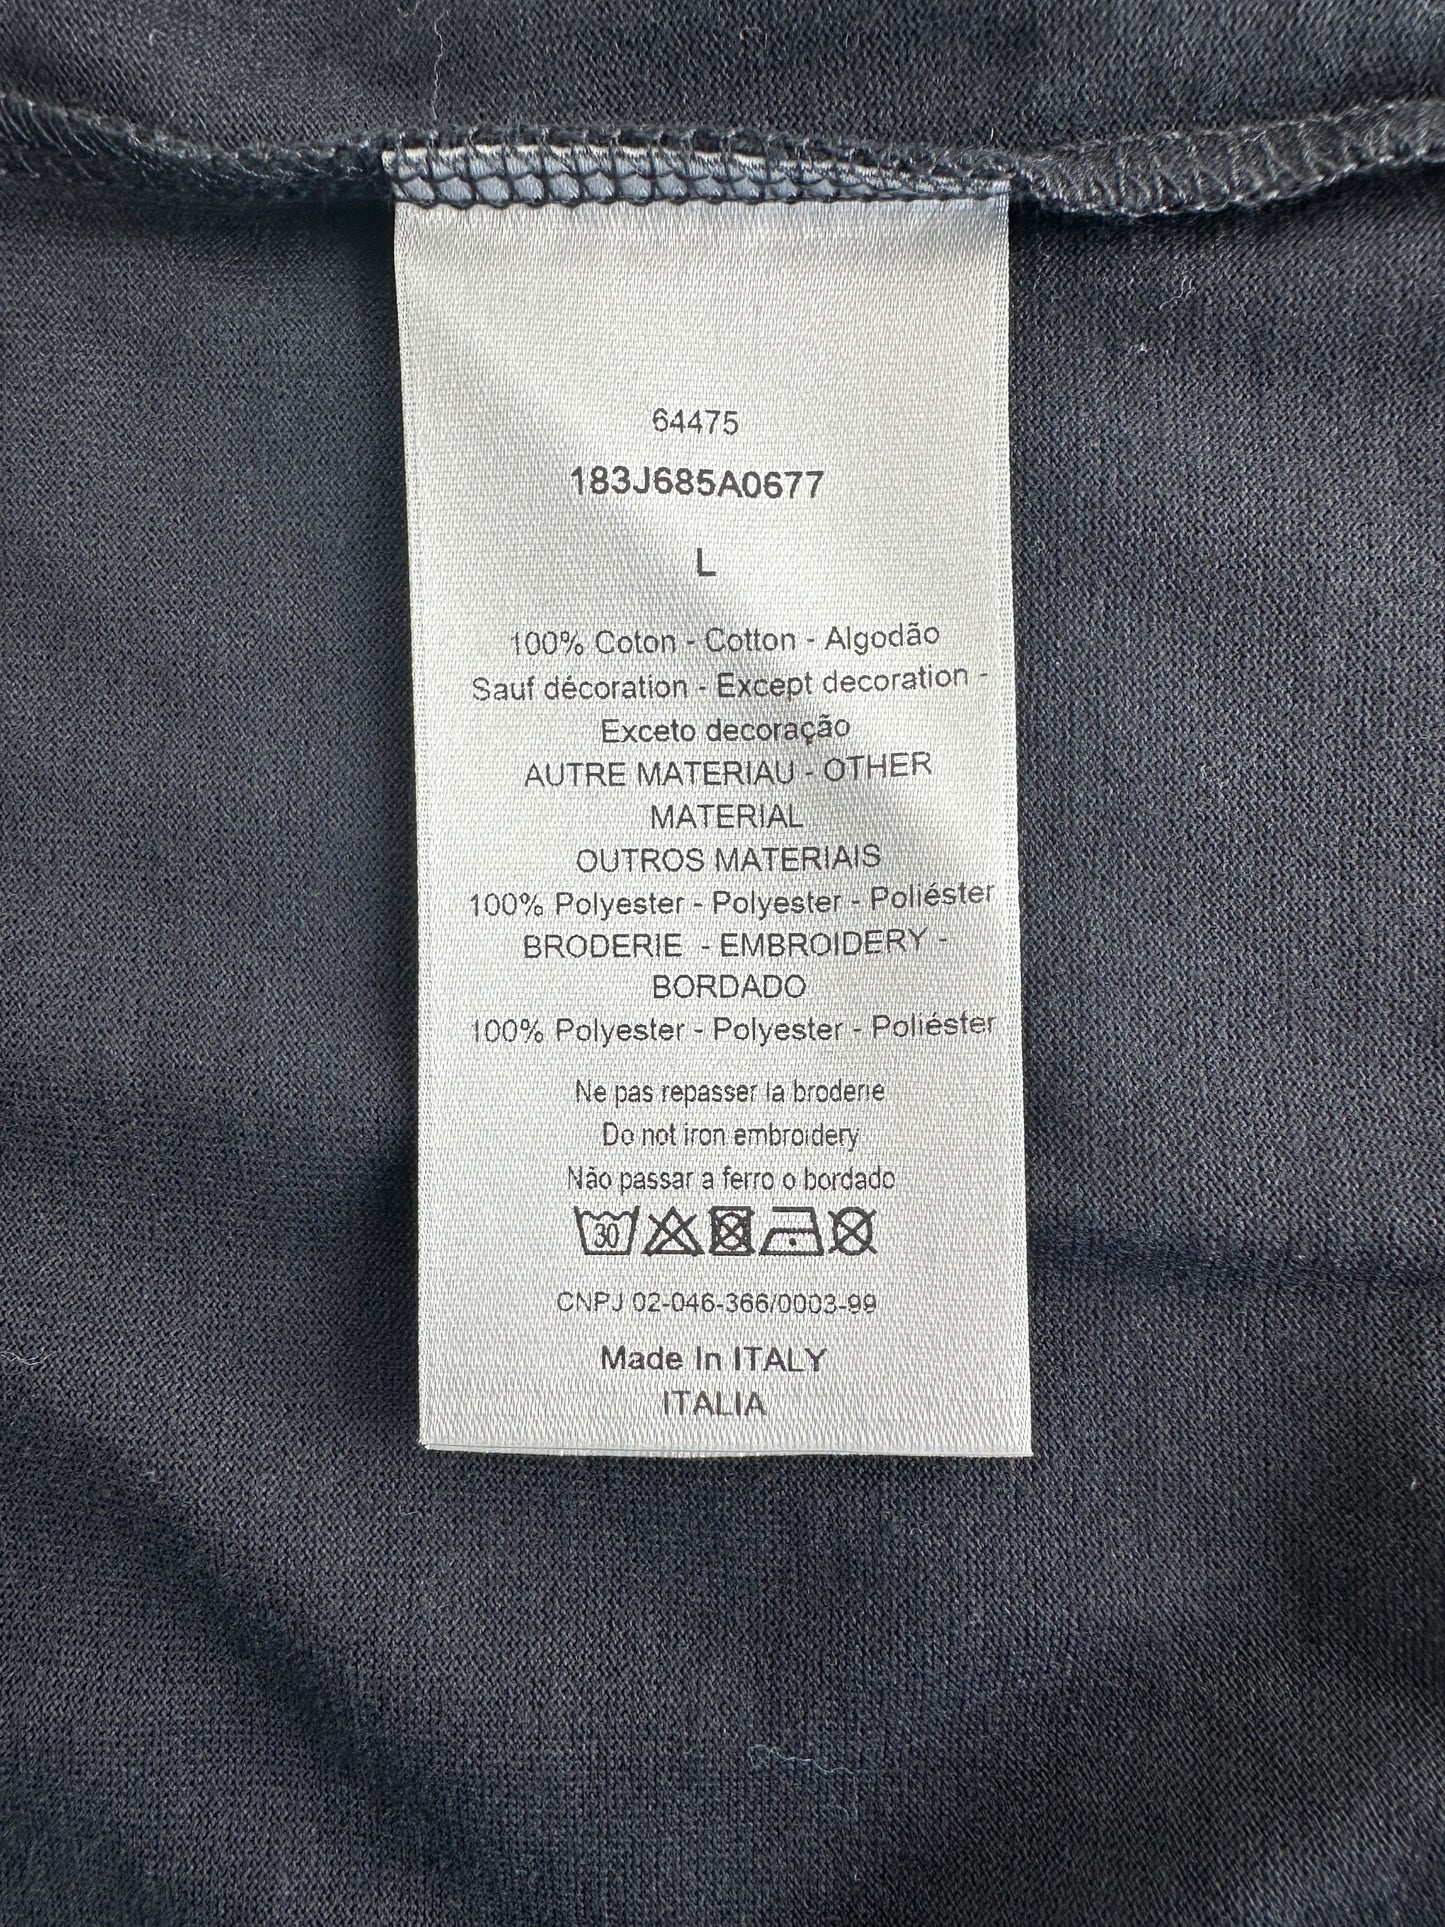 64475
183J685A0677
L
100% Coton - Cotton - Algodão
Sauf décoration - Except decoration -
Exceto decoração
AUTRE MATERIAU - OTHER
MATERIAL
OUTROS MATERIAIS
100% Polyester - Polyester - Poliéster
BRODERIE - EMBROIDERY -
BORDADO
100% Polyester - Polyester - Poliéster
Ne pas repasser la broderie
Do not iron embroidery
Não passar a ferro o bordado
30
CNPJ 02-046-366/0003-99
Made In ITALY
ITALIA